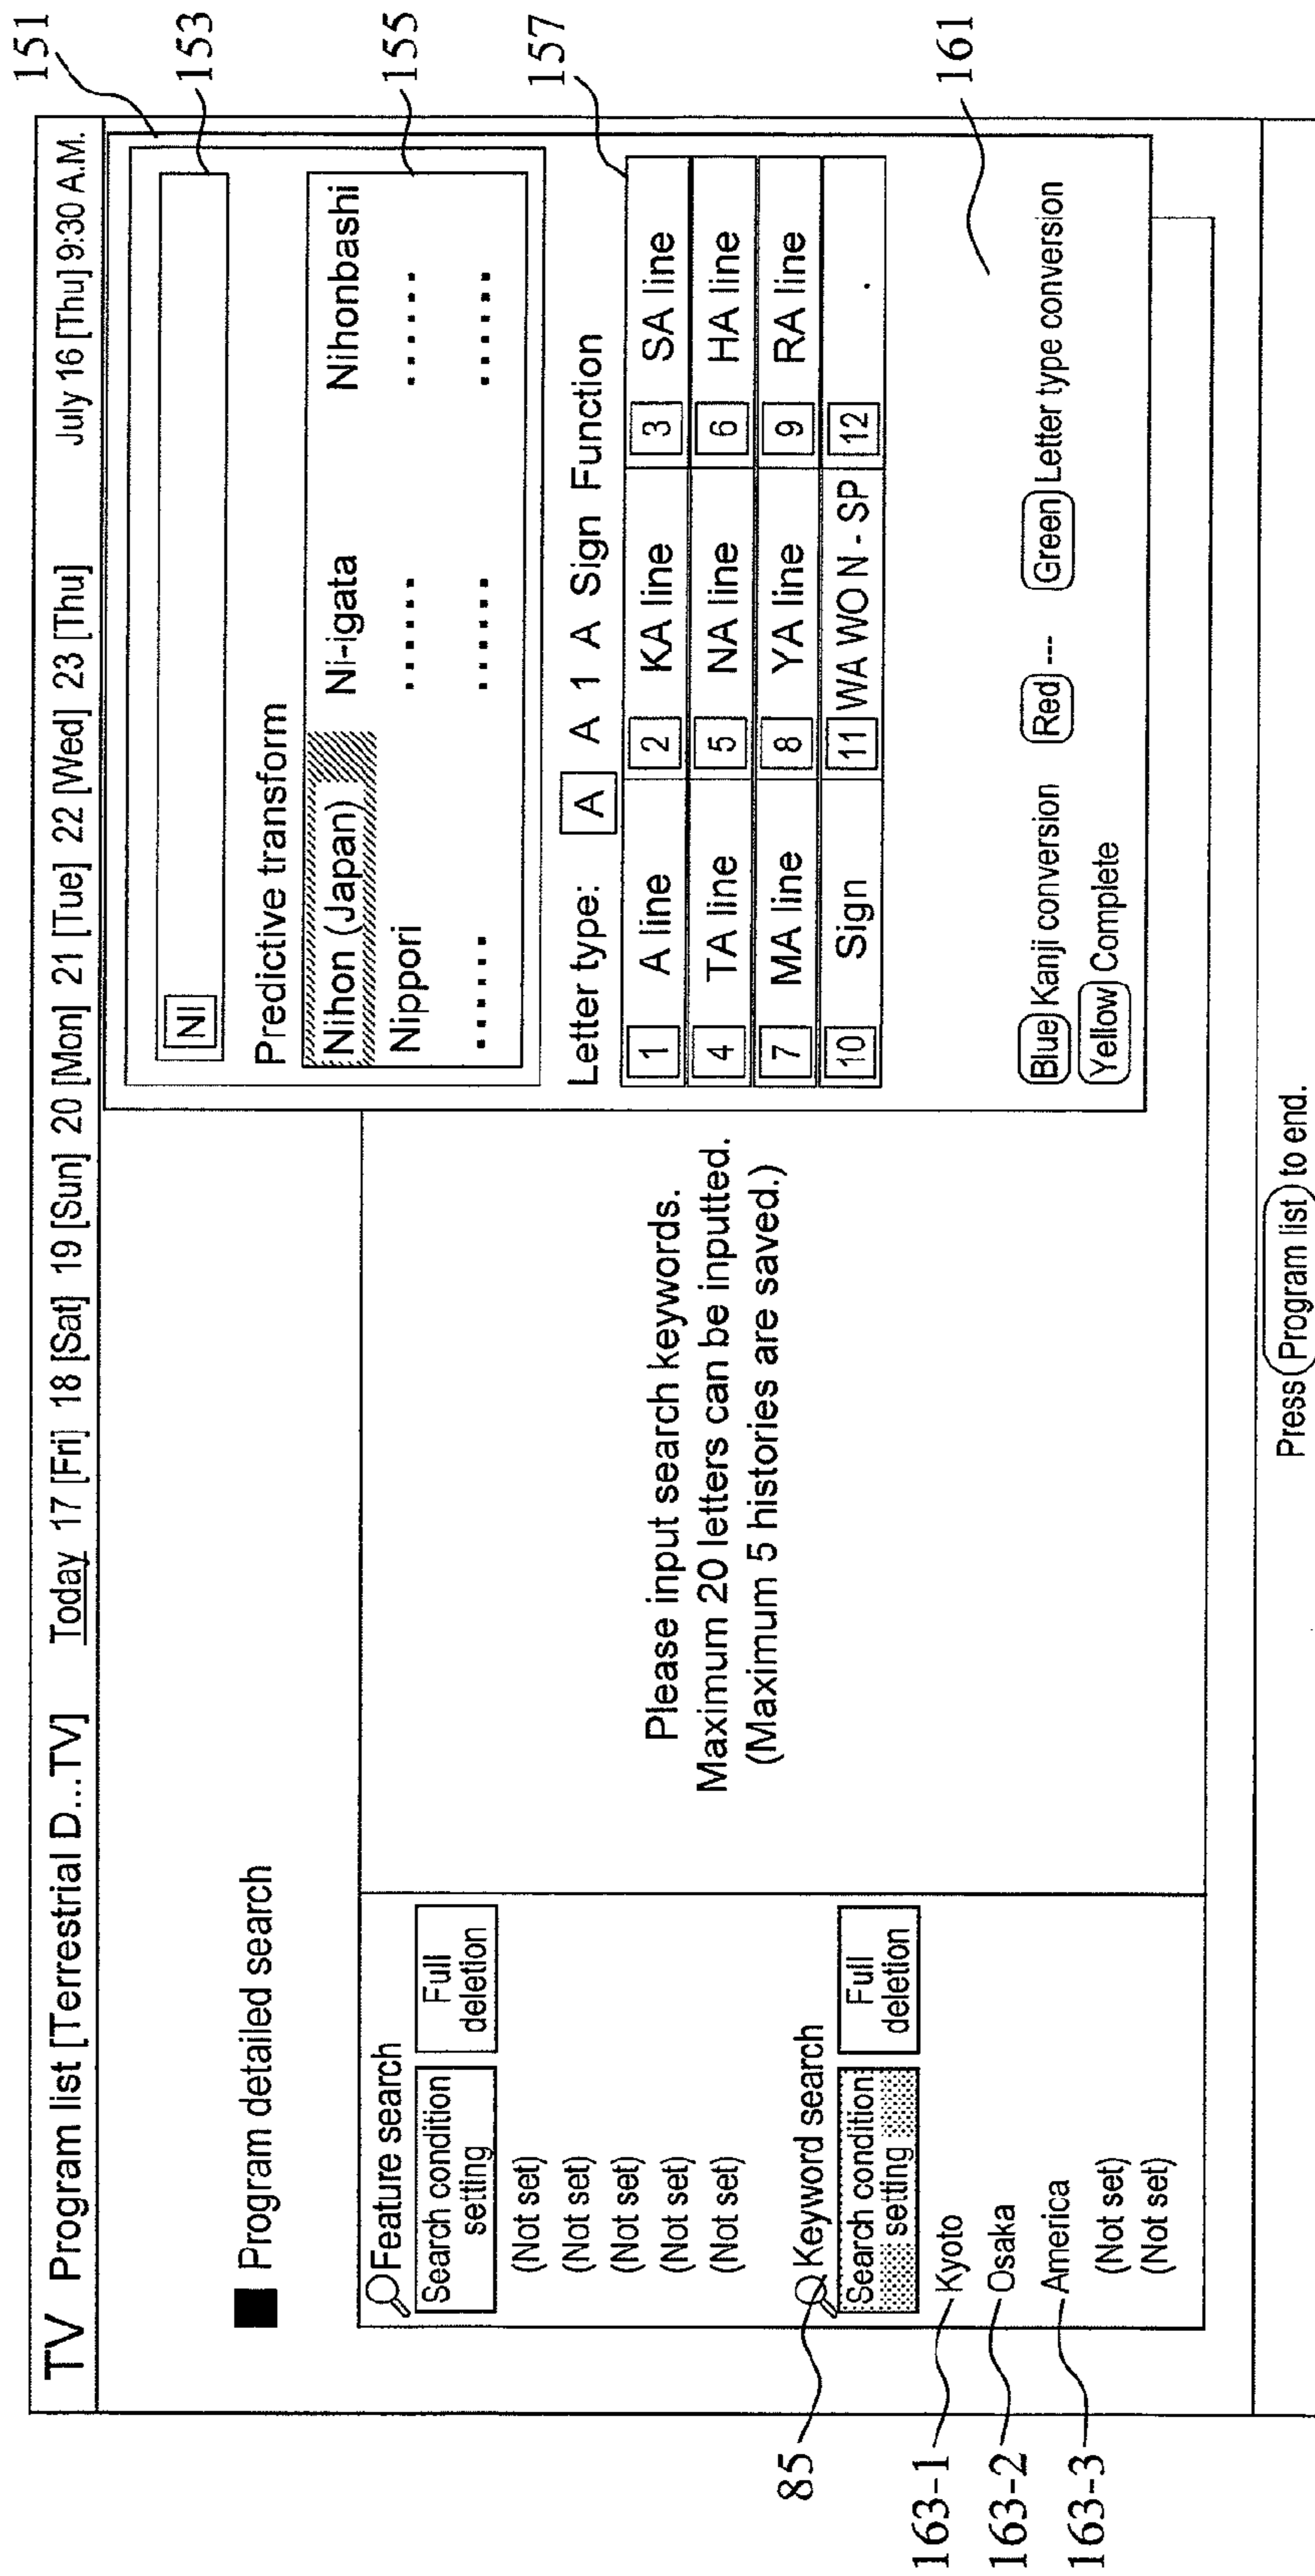 TV Program list [Terrestrial D...TV] Today 17 [Fri] 18 [Sat] 19 [Sun] 20 [Mon] 21 [Tue] 22 [Wed] 23 [Thu] July 16 [Thu] 9:30 A.M.
151
Program detailed search
NI
153
Predictive transform
Nihon (Japan) Ni-igata Nihonbashi
Nippori ...... ......
...... ...... ......
155
Letter type: A A 1 A Sign Function
157
1 A line 2 KA line 3 SA line
4 TA line 5 NA line 6 HA line
7 MA line 8 YA line 9 RA line
10 Sign 11 WA WO N - SP 12 .
161
Blue Kanji conversion Red --- Green Letter type conversion
Yellow Complete
Feature search
Search condition
setting
Full
deletion
(Not set)
(Not set)
(Not set)
(Not set)
(Not set)
Please input search keywords.
Maximum 20 letters can be inputted.
(Maximum 5 histories are saved.)
85
Keyword search
Search condition
setting
Full
deletion
163-1 Kyoto
163-2 Osaka
163-3 America
(Not set)
(Not set)
Press Program list to end.